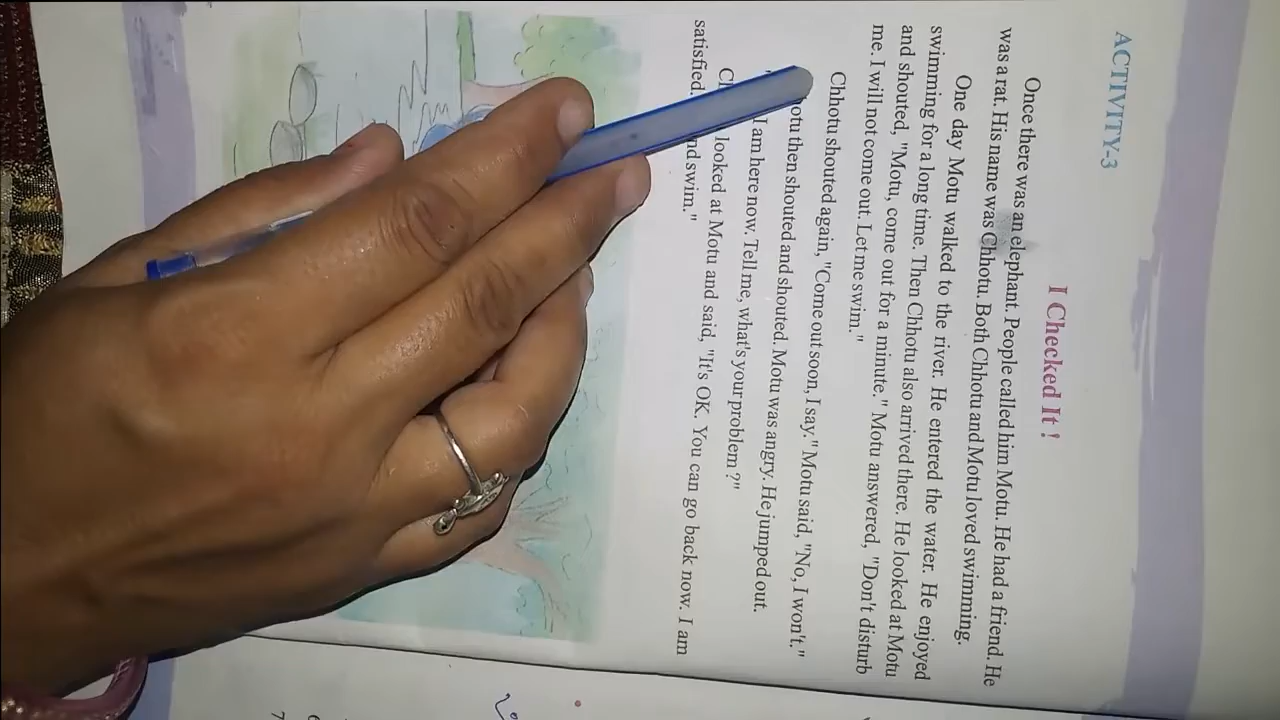 ACTIVITY-3
I Checked It !
Once there was an elephant. People called him Motu. He had a friend. He
was a rat. His name was Chhotu. Both Chhotu and Motu loved swimming.
One day Motu walked to the river. He entered the water. He enjoyed
swimming for a long time. Then Chhotu also arrived there. He looked at Motu
and shouted, "Motu, come out for a minute." Motu answered, "Don't disturb
me. I will not come out. Let me swim."
Chhotu shouted again, "Come out soon, I say." Motu said, "No, I won't."
then shouted and shouted. Motu was angry. He jumped out.
I am here now. Tell me, what's your problem ?"
looked at Motu and said, "It's OK. You can go back now. I am
satisfied. swim."